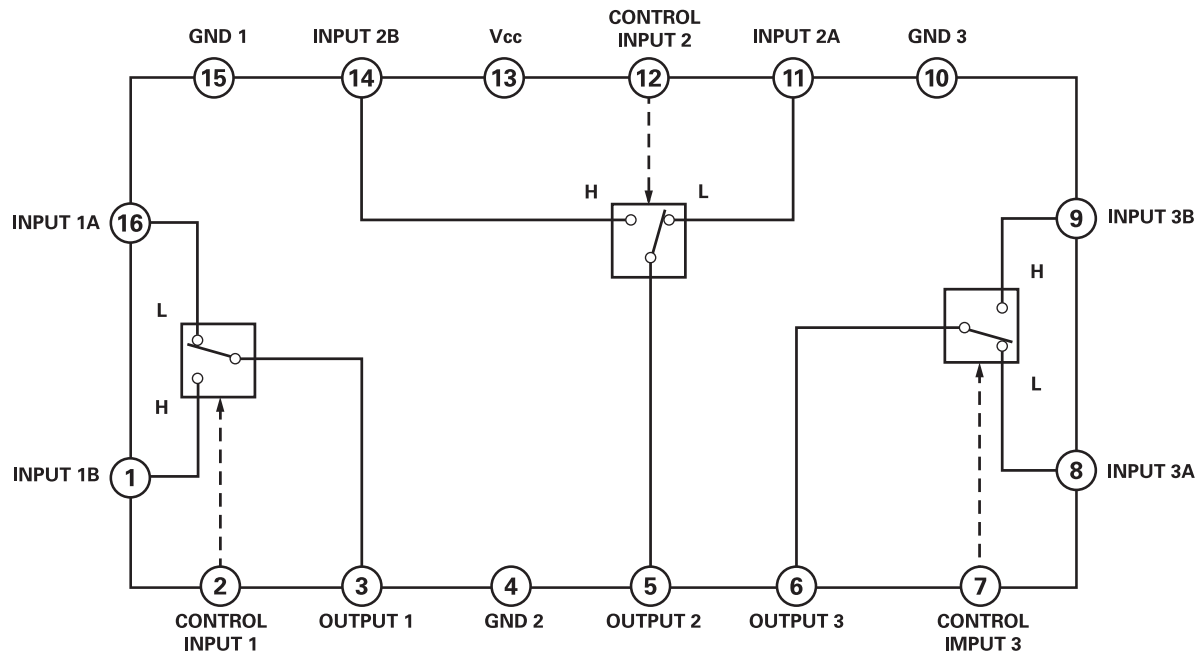 GND 1
INPUT 2B
Vcc
CONTROL
INPUT 2
INPUT 2A
GND 3
15
14
13
12
11
10
H
L
INPUT 1A
16
9
INPUT 3B
H
L
L
H
INPUT 1B
1
8
INPUT 3A
2
3
4
5
6
7
CONTROL
INPUT 1
OUTPUT 1
GND 2
OUTPUT 2
OUTPUT 3
CONTROL
IMPUT 3